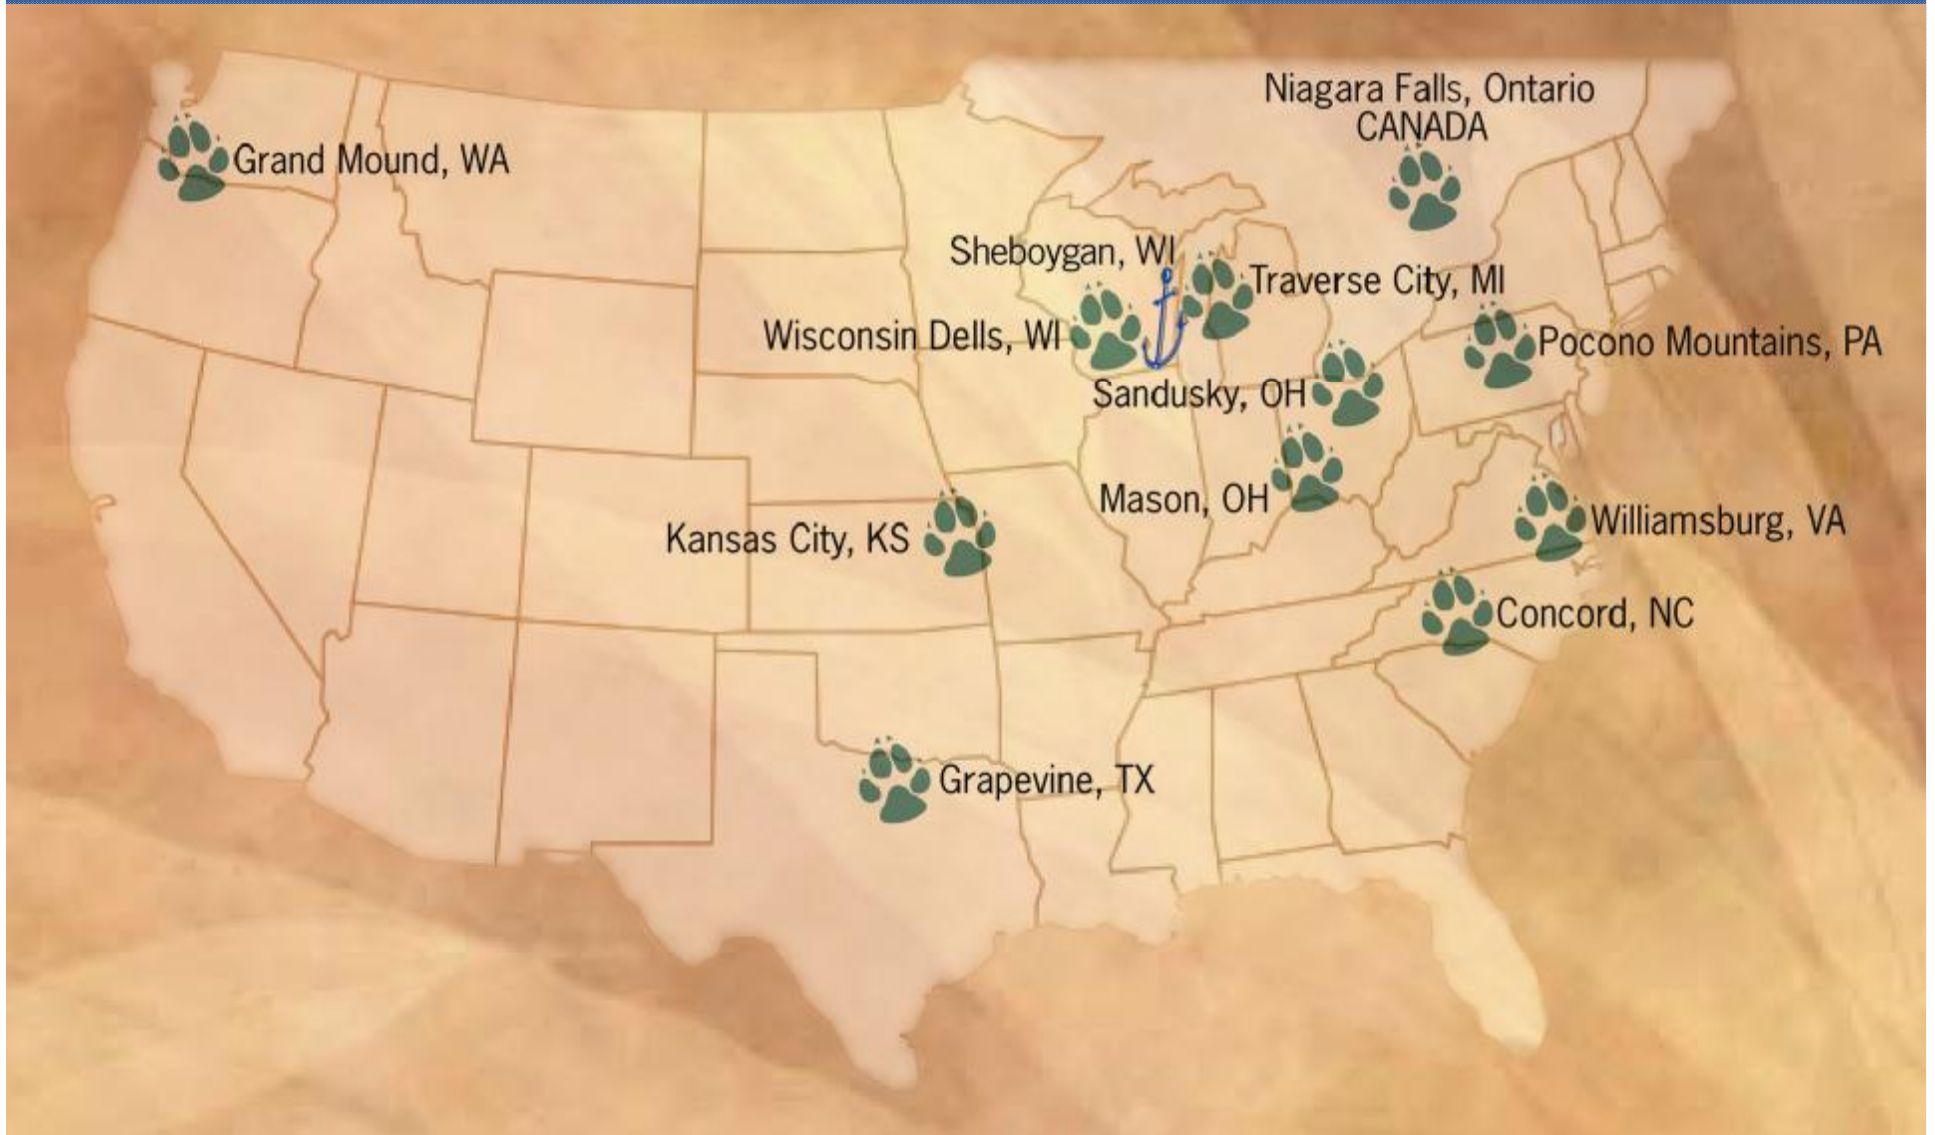 Niagara Falls, Ontario
CANADA
Grand Mound, WA
Sheboygan, WI
Traverse City, MI
Wisconsin Dells, WI
Pocono Mountains, PA
Sandusky, OH
Mason, OH
Williamsburg, VA
Kansas City, KS
Concord, NC
Grapevine, TX